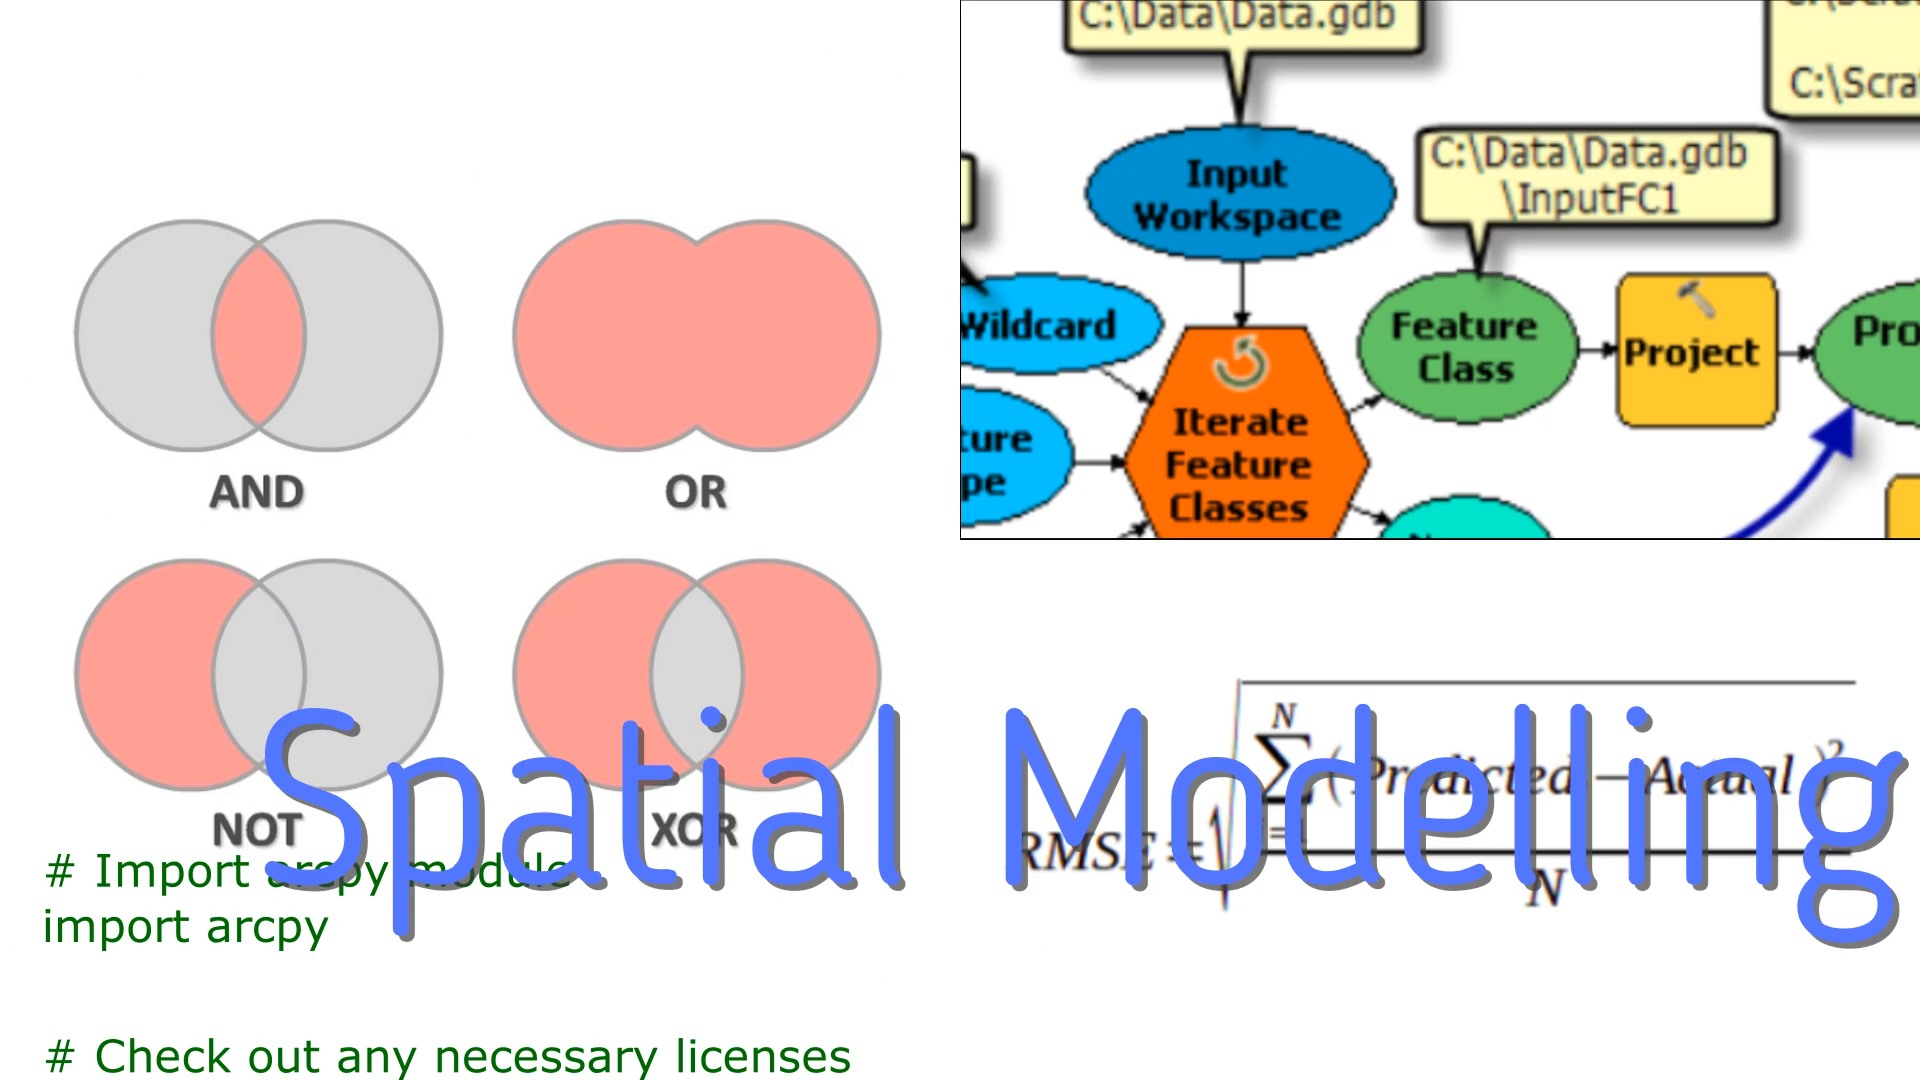 C:\Data\Data.gdb
C:\Scra
Input
Workspace
C:\Data\Data.gdb
\InputFC1
Wildcard
Feature
Class
Project
Pro
ture
pe
Iterate
Feature
Classes
AND
OR
NOT
XOR
Spatial Modelling
RMSE = √ N ∑ i= (Predicted — Actual)2
N
# Import arcpy module
import arcpy
# Check out any necessary licenses